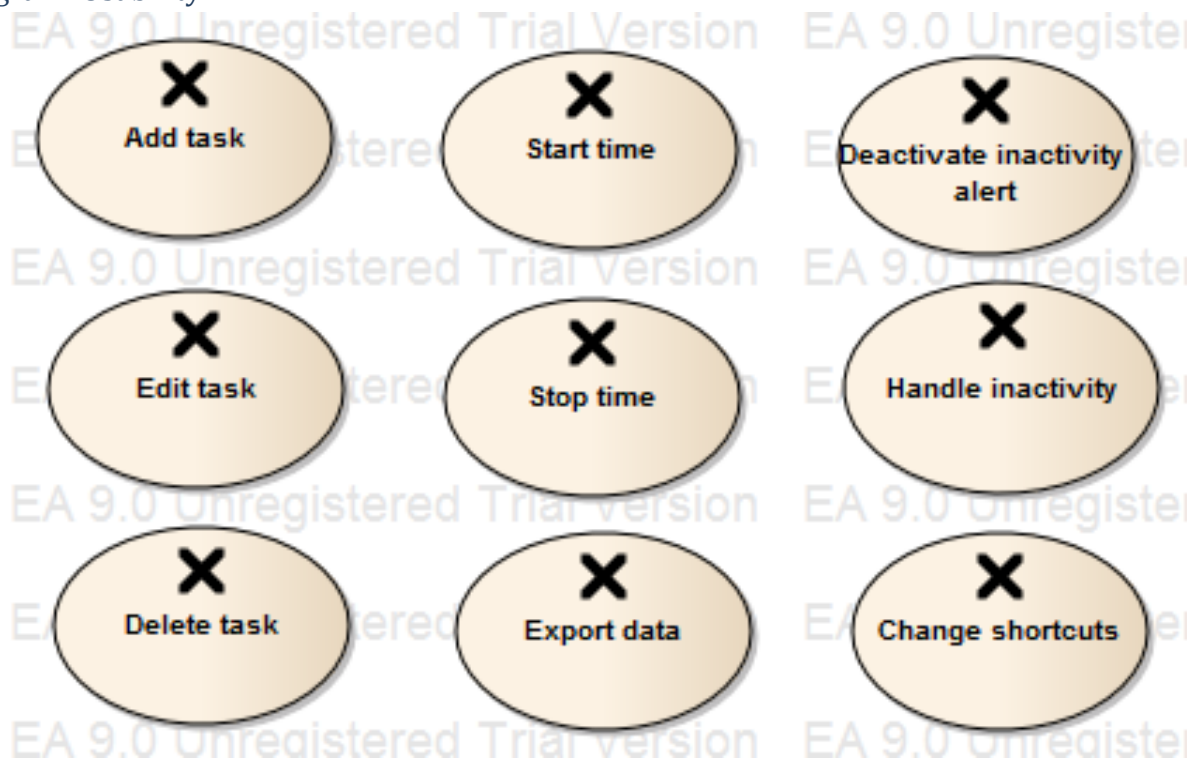 EA 9.0 Unregistered Trial Version EA 9.0 Unregister
Add task
Start time
Deactivate inactivity
alert
EA 9.0 Unregistered Trial Version EA 9.0 Unregister
Edit task
Stop time
Handle inactivity
EA 9.0 Unregistered Trial Version EA 9.0 Unregister
Delete task
Export data
Change shortcuts
EA 9.0 Unregistered Trial Version EA 9.0 Unregister